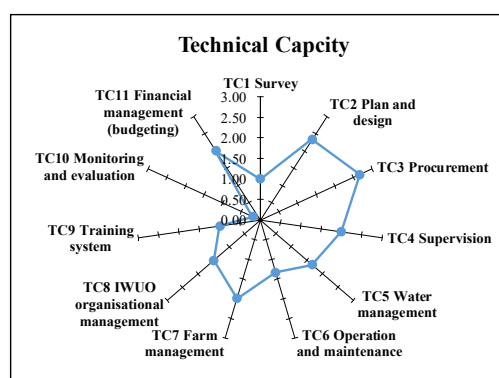 Technical Capcity
TC1 Survey
3.00
2.50
2.00
1.50
1.00
0.50
0.00
TC2 Plan and
design
TC3 Procurement
TC4 Supervision
TC5 Water
management
TC6 Operation
and maintenance
TC7 Farm
management
TC8 IWUO
organisational
management
TC9 Training
system
TC10 Monitoring
and evaluation
TC11 Financial
management
(budgeting)